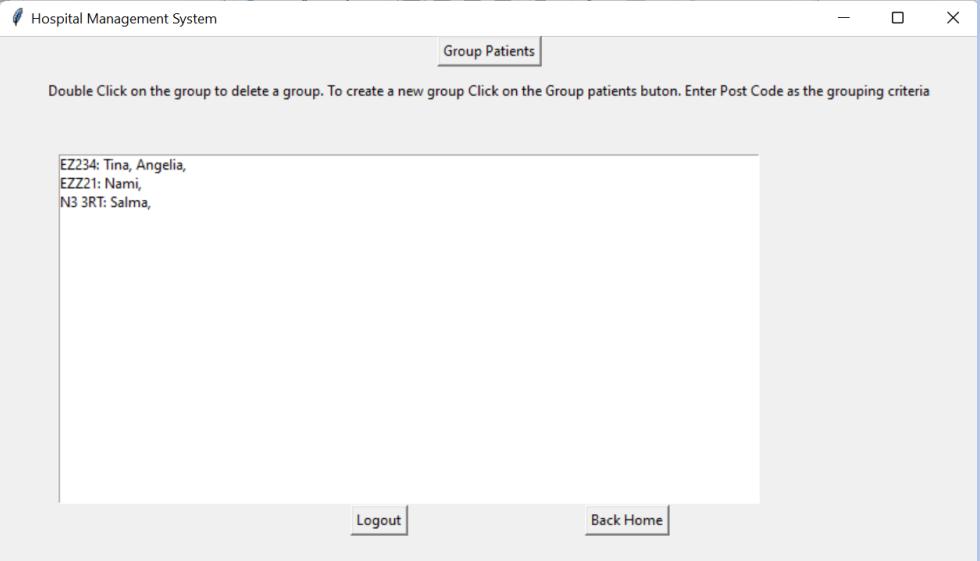 Hospital Management System
Group Patients
Double Click on the group to delete a group. To create a new group Click on the Group patients buton. Enter Post Code as the grouping criteria
EZ234: Tina, Angelia,
EZZ21: Nami,
N3 3RT: Salma,
Logout
Back Home